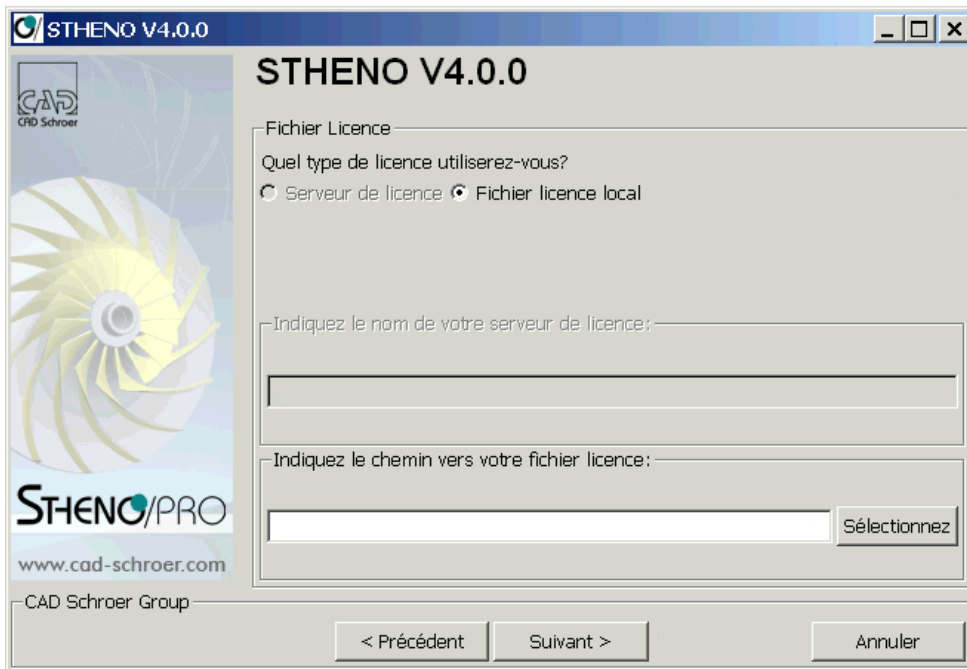 STHENO V4.0.0
CAD
CAD Schroer
STHENO V4.0.0
Fichier Licence
Quel type de licence utiliserez-vous?
Serveur de licence Fichier licence local
Indiquez le nom de votre serveur de licence:
Indiquez le chemin vers votre fichier licence:
Sélectionnez
STHENO/PRO
www.cad-schroer.com
CAD Schroer Group
< Précédent Suivant > Annuler